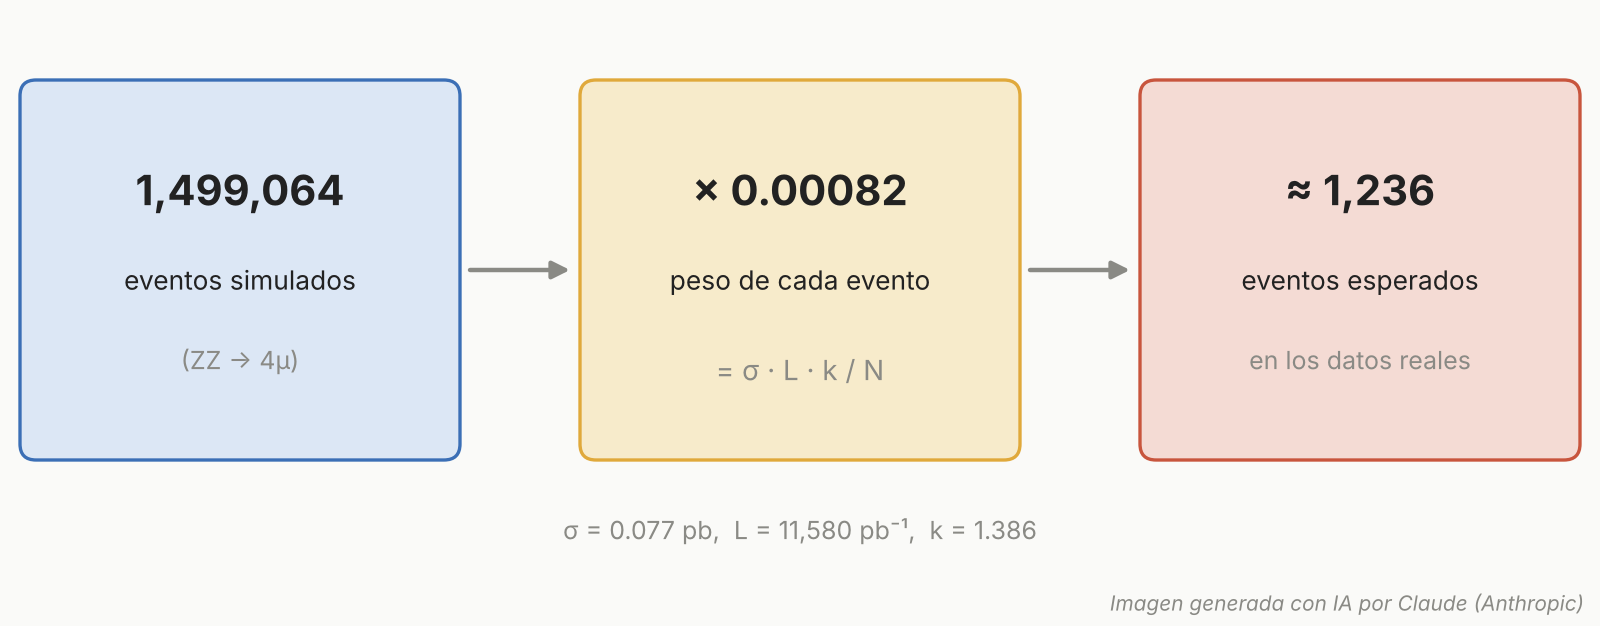 1,499,064
eventos simulados
(ZZ → 4μ)
× 0.00082
peso de cada evento
= σ · L · k / N
≈ 1,236
eventos esperados
en los datos reales
σ = 0.077 pb, L = 11,580 pb⁻¹, k = 1.386
Imagen generada con IA por Claude (Anthropic)